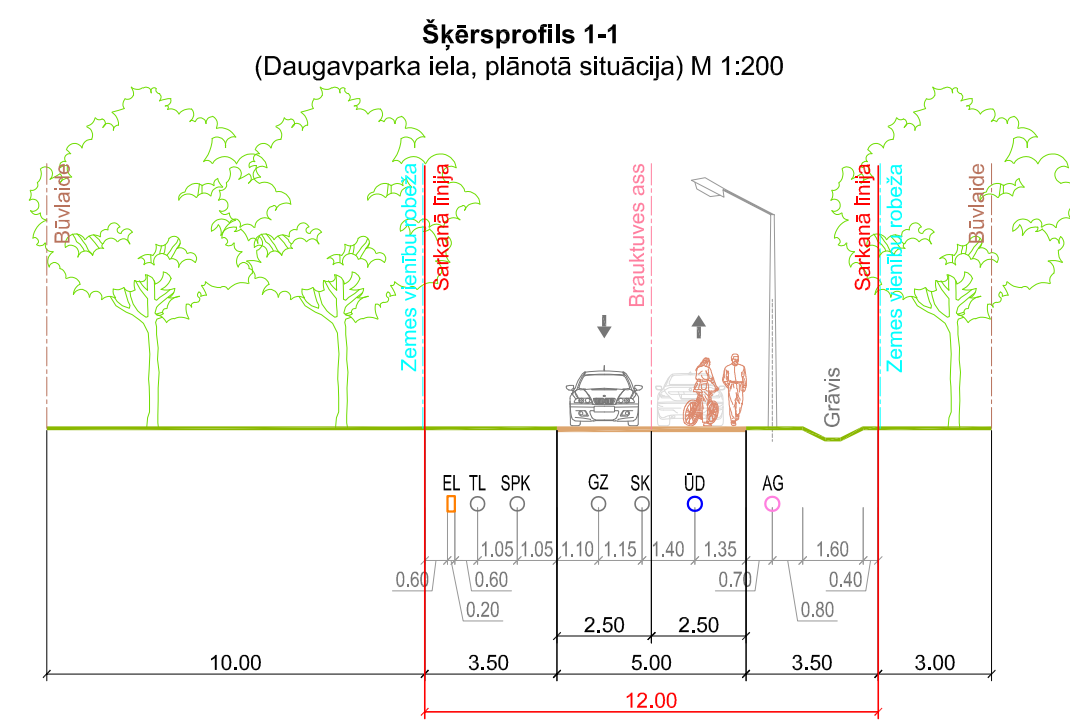 Šķērsprofils 1-1
(Daugavparka iela, plānotā situācija) M 1:200
Būvlaide
Zemes vienību robeža
Sarkanā līnija
Brauktuves ass
Sarkanā līnija
Zemes vienību robeža
Būvlaide
Grāvis
EL TL SPK GZ SK ŪD AG
1.05 1.05 1.10 1.15 1.40 1.35 1.60
0.60 0.60 0.70 0.40
0.20 0.80
2.50 2.50
10.00 3.50 5.00 3.50 3.00
12.00